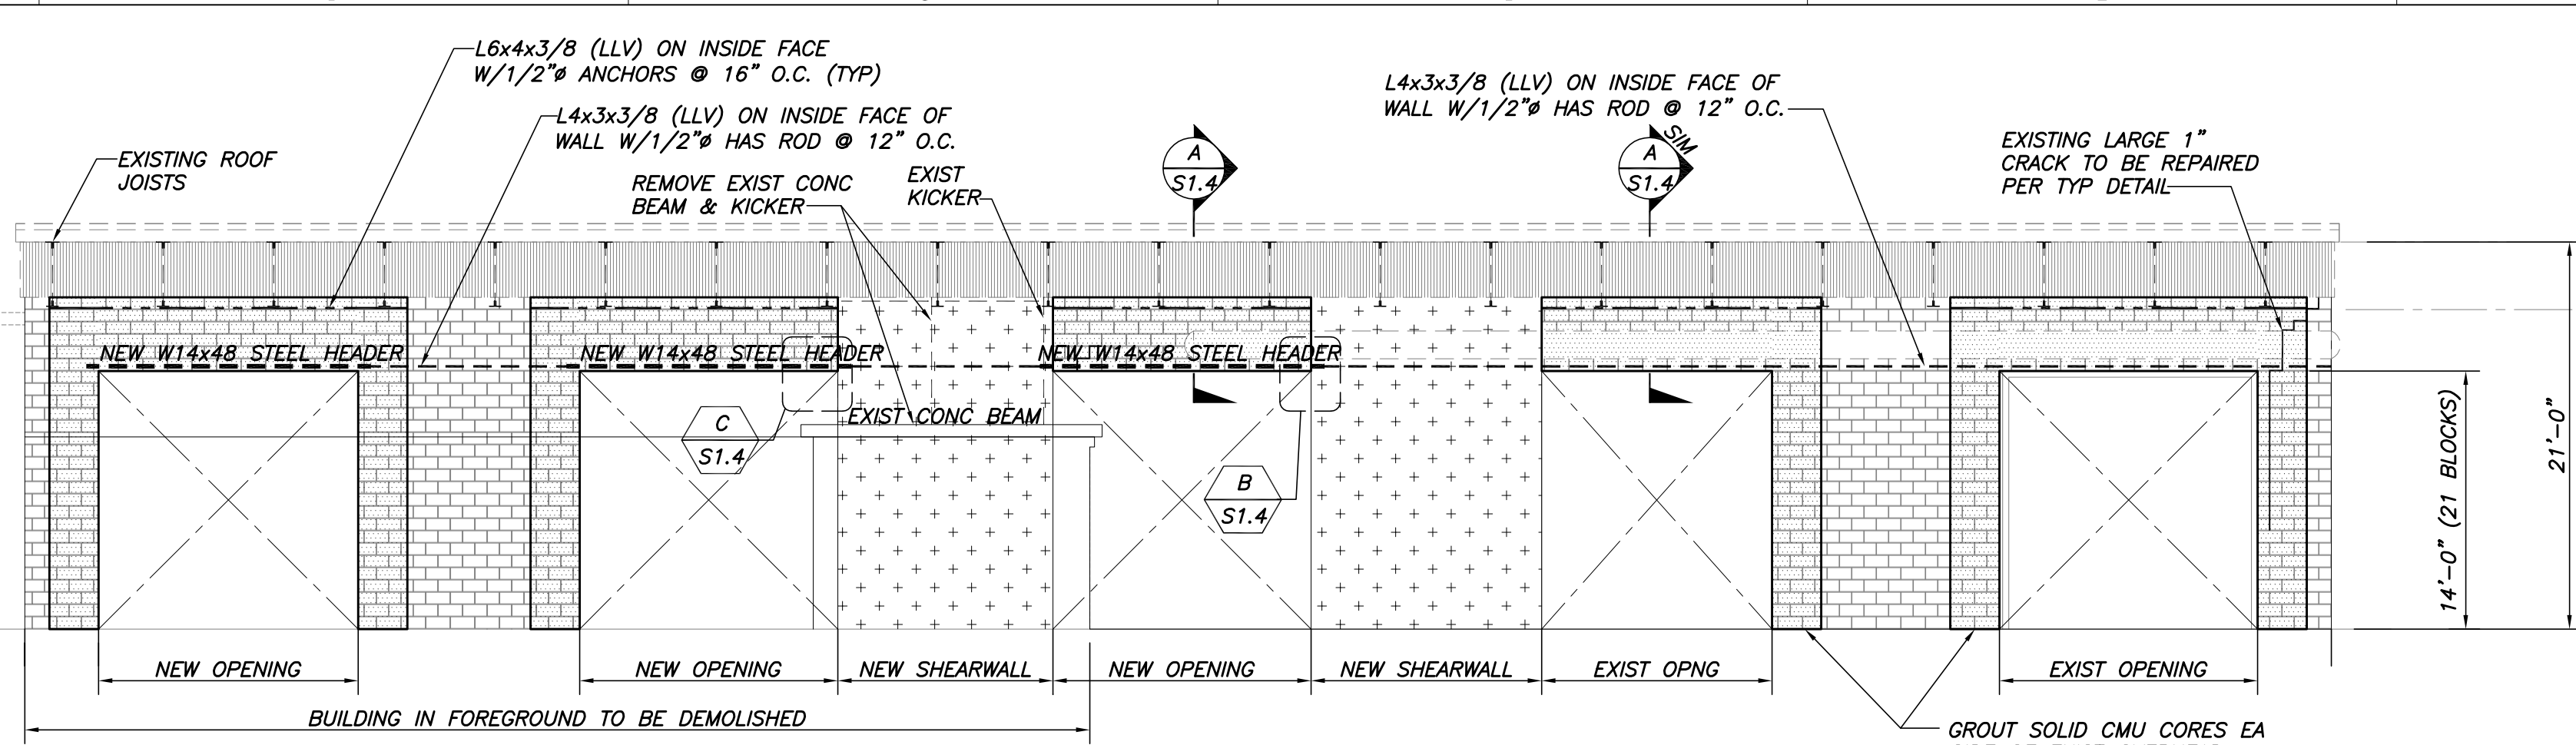 L6x4x3/8 (LLV) ON INSIDE FACE
W/1/2"ø ANCHORS @ 16" O.C. (TYP)
L4x3x3/8 (LLV) ON INSIDE FACE OF
WALL W/1/2"ø HAS ROD @ 12" O.C.
L4x3x3/8 (LLV) ON INSIDE FACE OF
WALL W/1/2"ø HAS ROD @ 12" O.C.
EXISTING ROOF
JOISTS
REMOVE EXIST CONC
BEAM & KICKER
EXIST
KICKER
A
S1.4
A
S1.4
SIM
EXISTING LARGE 1"
CRACK TO BE REPAIRED
PER TYP DETAIL
NEW W14x48 STEEL HEADER
NEW W14x48 STEEL HEADER
NEW W14x48 STEEL HEADER
EXIST CONC BEAM
C
S1.4
B
S1.4
14'-0" (21 BLOCKS)
21'-0"
NEW OPENING
NEW OPENING
NEW SHEARWALL
NEW OPENING
NEW SHEARWALL
EXIST OPNG
EXIST OPENING
BUILDING IN FOREGROUND TO BE DEMOLISHED
GROUT SOLID CMU CORES EA